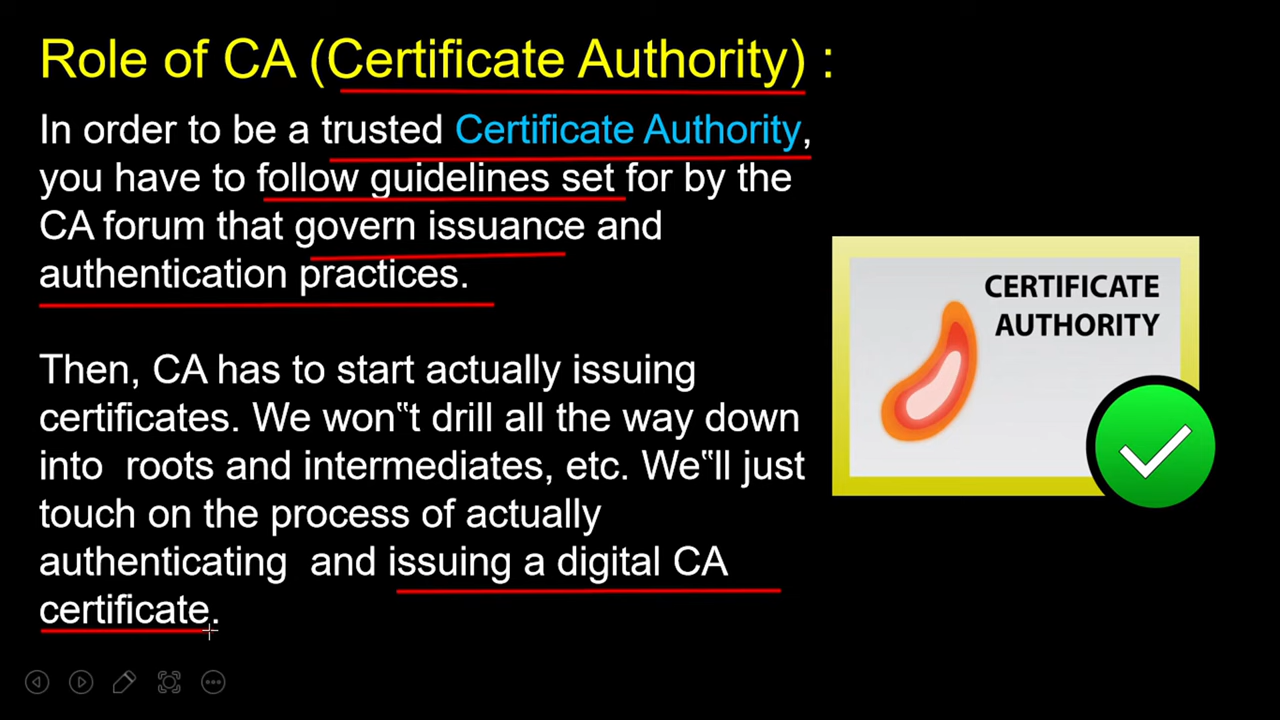 Role of CA (Certificate Authority) :
In order to be a trusted Certificate Authority,
you have to follow guidelines set for by the
CA forum that govern issuance and
authentication practices.
Then, CA has to start actually issuing
certificates. We won‟t drill all the way down
into  roots and intermediates, etc. We‟ll just
touch on the process of actually
authenticating  and issuing a digital CA
certificate.
CERTIFICATE
AUTHORITY